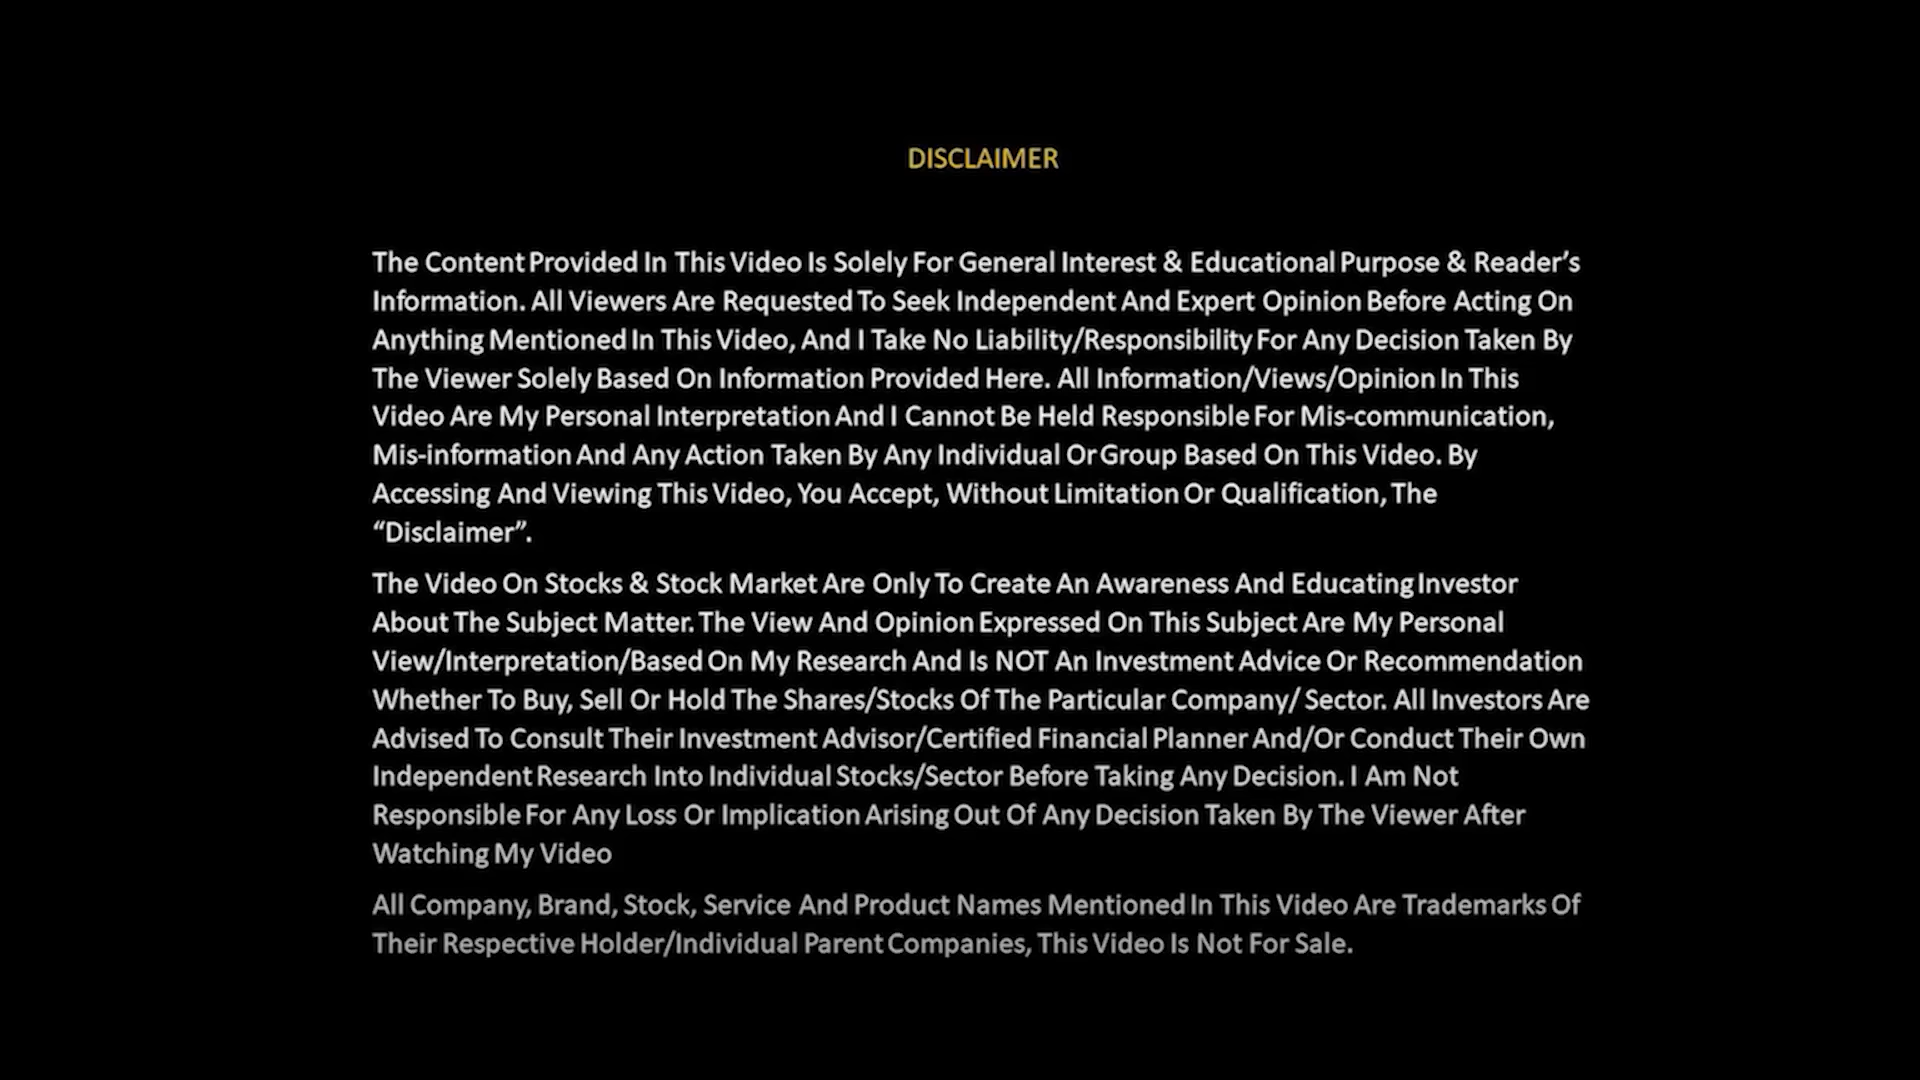 DISCLAIMER
The Content Provided In This Video Is Solely For General Interest & Educational Purpose & Reader’s
Information. All Viewers Are Requested To Seek Independent And Expert Opinion Before Acting On
Anything Mentioned In This Video, And I Take No Liability/Responsibility For Any Decision Taken By
The Viewer Solely Based On Information Provided Here. All Information/Views/Opinion In This
Video Are My Personal Interpretation And I Cannot Be Held Responsible For Mis-communication,
Mis-information And Any Action Taken By Any Individual Or Group Based On This Video. By
Accessing And Viewing This Video, You Accept, Without Limitation Or Qualification, The
“Disclaimer”.
The Video On Stocks & Stock Market Are Only To Create An Awareness And Educating Investor
About The Subject Matter. The View And Opinion Expressed On This Subject Are My Personal
View/Interpretation/Based On My Research And Is NOT An Investment Advice Or Recommendation
Whether To Buy, Sell Or Hold The Shares/Stocks Of The Particular Company/ Sector. All Investors Are
Advised To Consult Their Investment Advisor/Certified Financial Planner And/Or Conduct Their Own
Independent Research Into Individual Stocks/Sector Before Taking Any Decision. I Am Not
Responsible For Any Loss Or Implication Arising Out Of Any Decision Taken By The Viewer After
Watching My Video
All Company, Brand, Stock, Service And Product Names Mentioned In This Video Are Trademarks Of
Their Respective Holder/Individual Parent Companies, This Video Is Not For Sale.